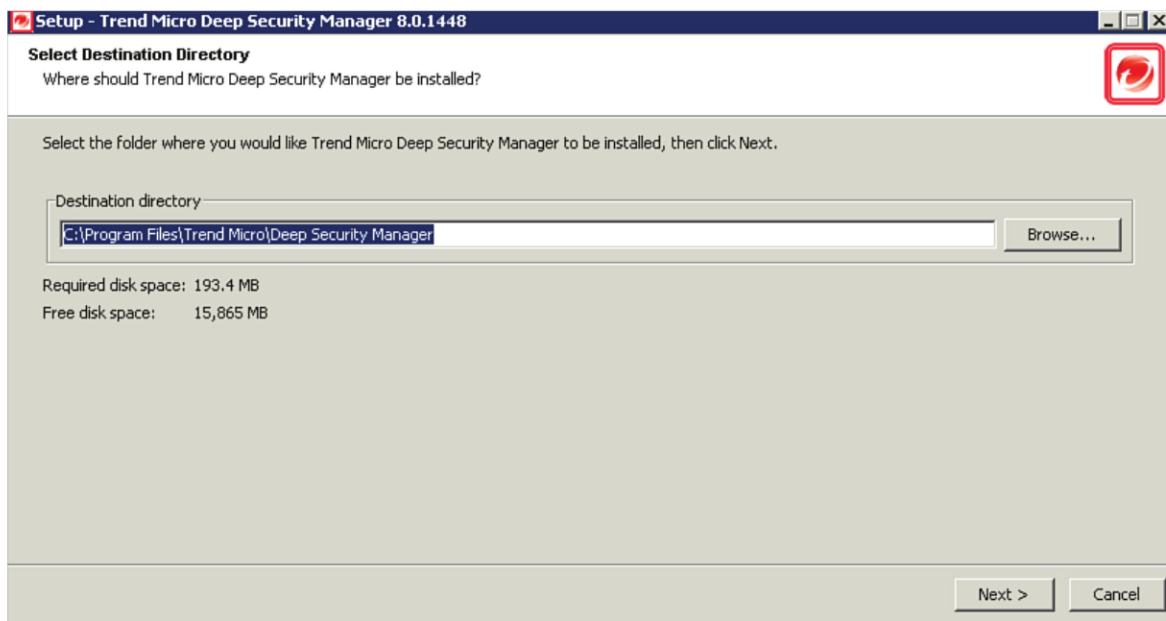 Setup - Trend Micro Deep Security Manager 8.0.1448
Select Destination Directory
Where should Trend Micro Deep Security Manager be installed?
Select the folder where you would like Trend Micro Deep Security Manager to be installed, then click Next.
Destination directory
C:\Program Files\Trend Micro\Deep Security Manager
Browse...
Required disk space: 193.4 MB
Free disk space: 15,865 MB
Next >
Cancel